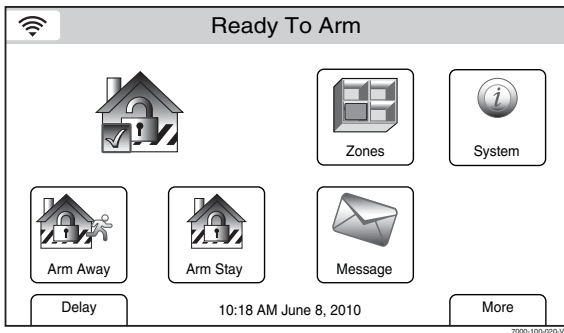 Ready To Arm
Zones
System
Arm Away
Arm Stay
Message
Delay
10:18 AM June 8, 2010
More
7000-100-020-V